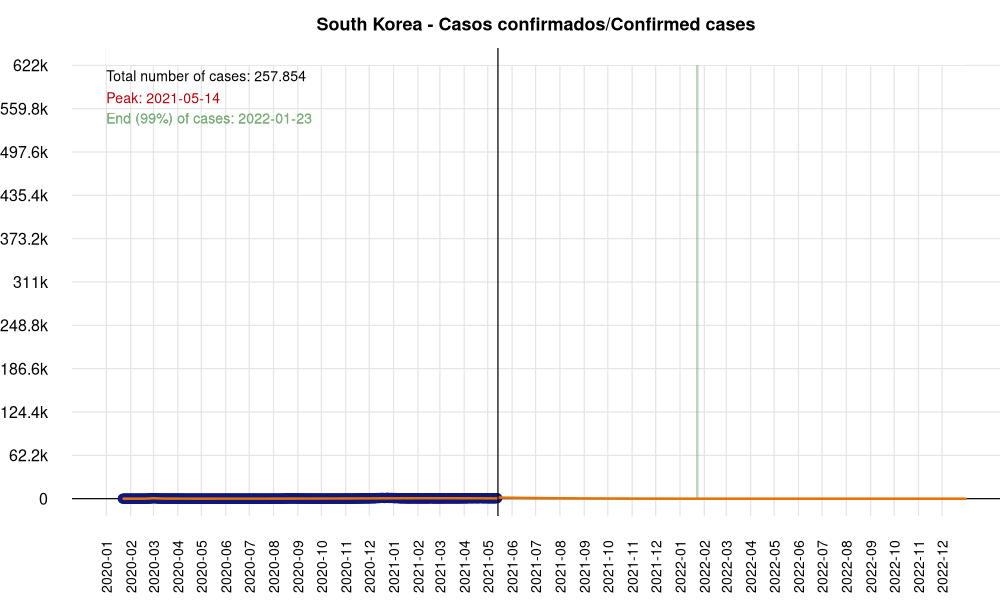 South Korea - Casos confirmados/Confirmed cases
622k
Total number of cases: 257.854
Peak: 2021-05-14
559.8k
End (99%) of cases: 2022-01-23
497.6k
435.4k
373.2k
311k
248.8k
186.6k
124.4k
62.2k
0
2020-01
2020-02
2020-03
2020-04
2020-05
2020-06
2020-07
2020-08
2020-09
2020-10
2020-11
2020-12
2021-01
2021-02
2021-03
2021-04
2021-05
2021-06
2021-07
2021-08
2021-09
2021-10
2021-11
2021-12
2022-01
2022-02
2022-03
2022-04
2022-05
2022-06
2022-07
2022-08
2022-09
2022-10
2022-11
2022-12